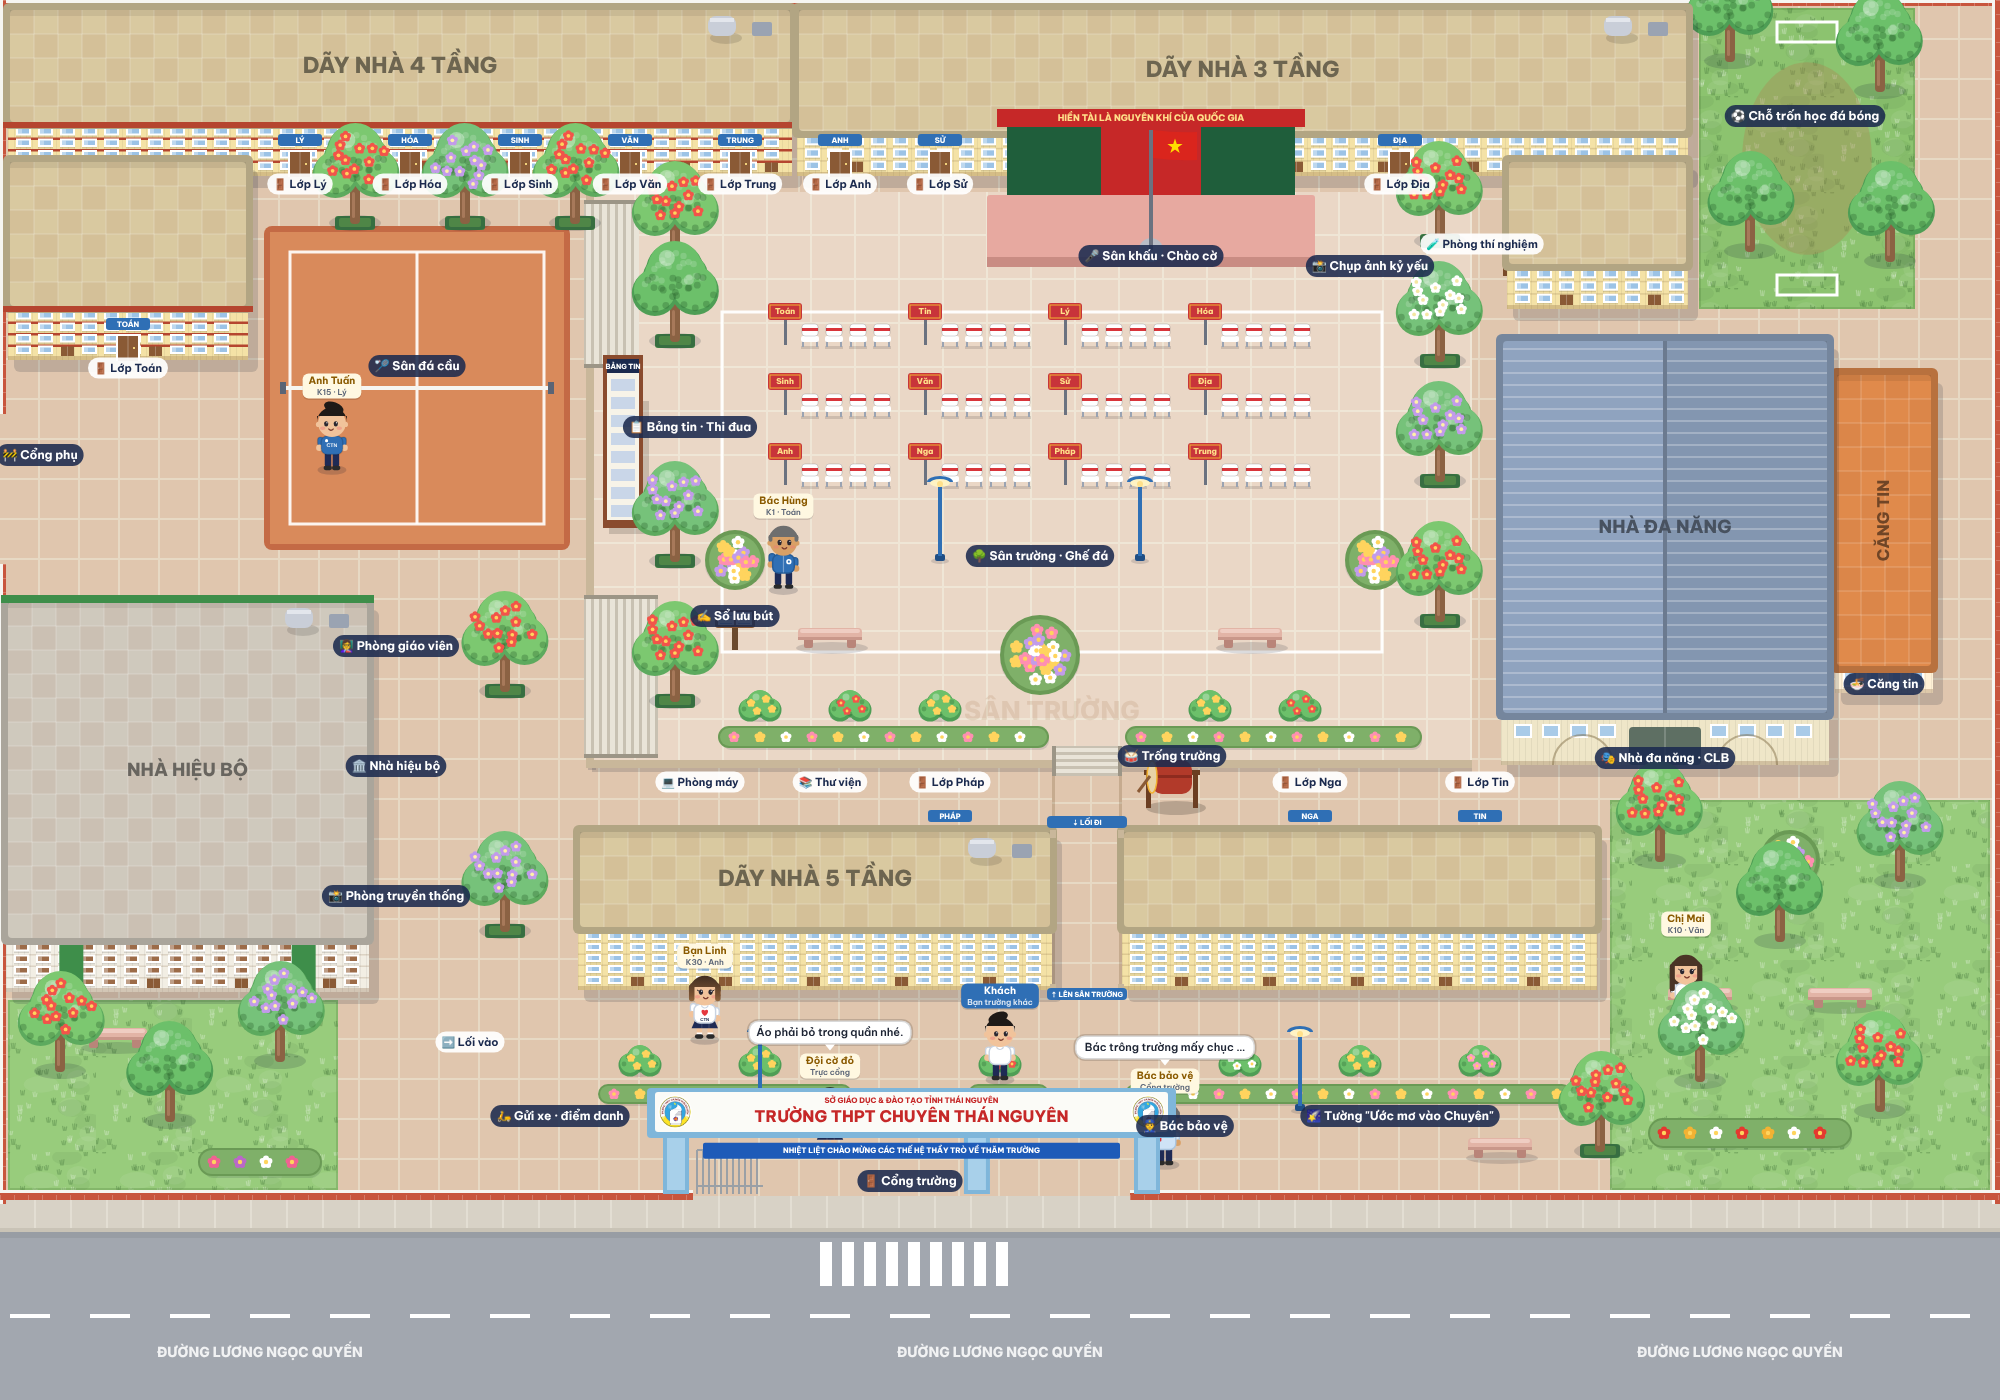 DÃY NHÀ 4 TẦNG
DÃY NHÀ 3 TẦNG
HIỀN TÀI LÀ NGUYÊN KHÍ CỦA QUỐC GIA
⚽ Chỗ trốn học đá bóng
LÝ
HÓA
SINH
VĂN
TRUNG
ANH
SỬ
ĐỊA
Lớp Lý
Lớp Hóa
Lớp Sinh
Lớp Văn
Lớp Trung
Lớp Anh
Lớp Sử
Lớp Địa
Phòng thí nghiệm
Sân khấu · Chào cờ
Chụp ảnh kỷ yếu
TOÁN
Lớp Toán
Sân đá cầu
Anh Tuấn
K15 · Lý
CTN
BẢNG TIN
Bảng tin · Thi đua
Cổng phụ
Toán
Tin
Lý
Hóa
Sinh
Văn
Sử
Địa
Anh
Nga
Pháp
Trung
Bác Hùng
K1 · Toán
Sân trường · Ghế đá
NHÀ ĐA NĂNG
CĂNG TIN
Sổ lưu bút
Phòng giáo viên
Căng tin
SÂN TRƯỜNG
NHÀ HIỆU BỘ
Nhà hiệu bộ
Trống trường
Nhà đa năng · CLB
Phòng máy
Thư viện
Lớp Pháp
Lớp Nga
Lớp Tin
PHÁP
↓ LỐI ĐI
NGA
TIN
DÃY NHÀ 5 TẦNG
Phòng truyền thống
Chị Mai
K10 · Văn
Bạn Linh
K30 · Anh
CTN
Khách
Bạn trường khác
↑ LÊN SÂN TRƯỜNG
Lối vào
Áo phải bỏ trong quần nhé.
Đội cờ đỏ
Trực cổng
Bác trông trường mấy chục ...
Bác bảo vệ
Cổng trường
Gửi xe · điểm danh
SỞ GIÁO DỤC & ĐÀO TẠO TỈNH THÁI NGUYÊN
TRƯỜNG THPT CHUYÊN THÁI NGUYÊN
Bác bảo vệ
Tường "Ước mơ vào Chuyên"
NHIỆT LIỆT CHÀO MỪNG CÁC THẾ HỆ THẦY TRÒ VỀ THĂM TRƯỜNG
Cổng trường
ĐƯỜNG LƯƠNG NGỌC QUYẾN
ĐƯỜNG LƯƠNG NGỌC QUYẾN
ĐƯỜNG LƯƠNG NGỌC QUYẾN